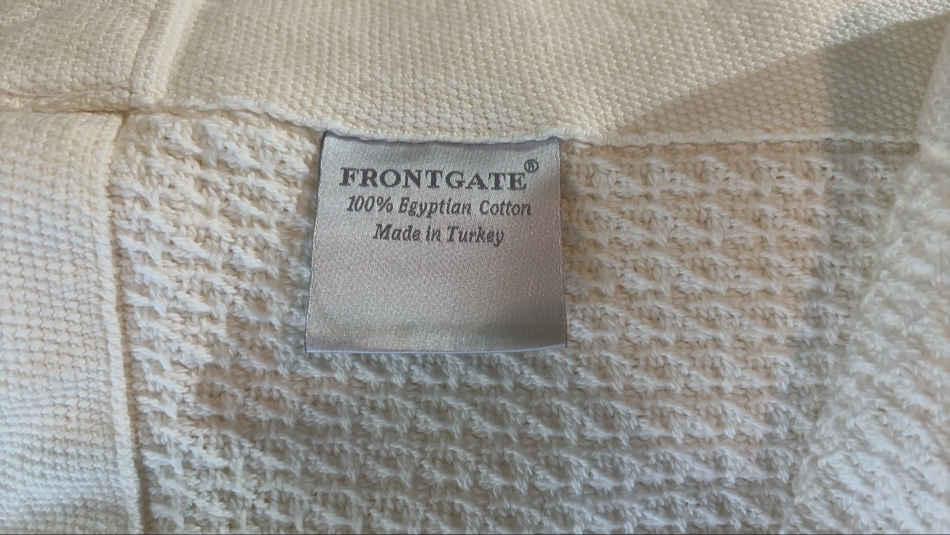 FRONTGATE®
100% Egyptian Cotton
Made in Turkey